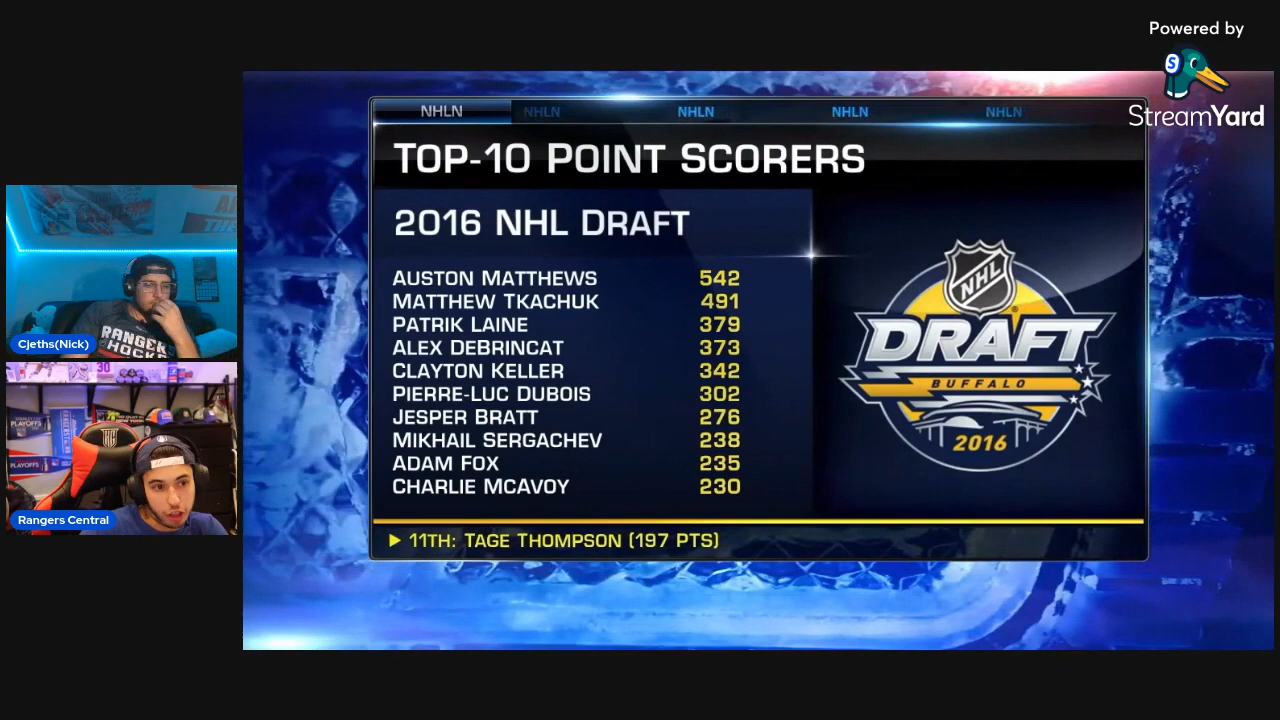 Powered by
StreamYard
NHLN NHLN NHLN NHLN NHLN
TOP-10 POINT SCORERS
2016 NHL DRAFT
AUSTON MATTHEWS 542
MATTHEW TKACHUK 491
PATRIK LAINE 379
ALEX DEBRINCAT 373
CLAYTON KELLER 342
PIERRE-LUC DUBOIS 302
JESPER BRATT 276
MIKHAIL SERGACHEV 238
ADAM FOX 235
CHARLIE MCAVOY 230
11TH: TAGE THOMPSON (197 PTS)
NHL
DRAFT
BUFFALO
2016
RANGERS
HOCKEY
Cjeths(Nick)
30
PLAYOFFS
PLAYOFFS
Rangers Central